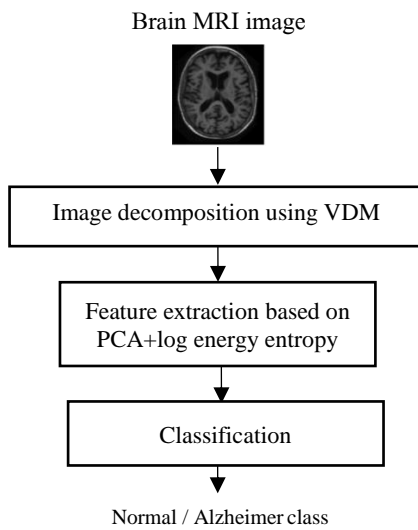 Brain MRI image
Image decomposition using VDM
Feature extraction based on
PCA+log energy entropy
Classification
Normal / Alzheimer class